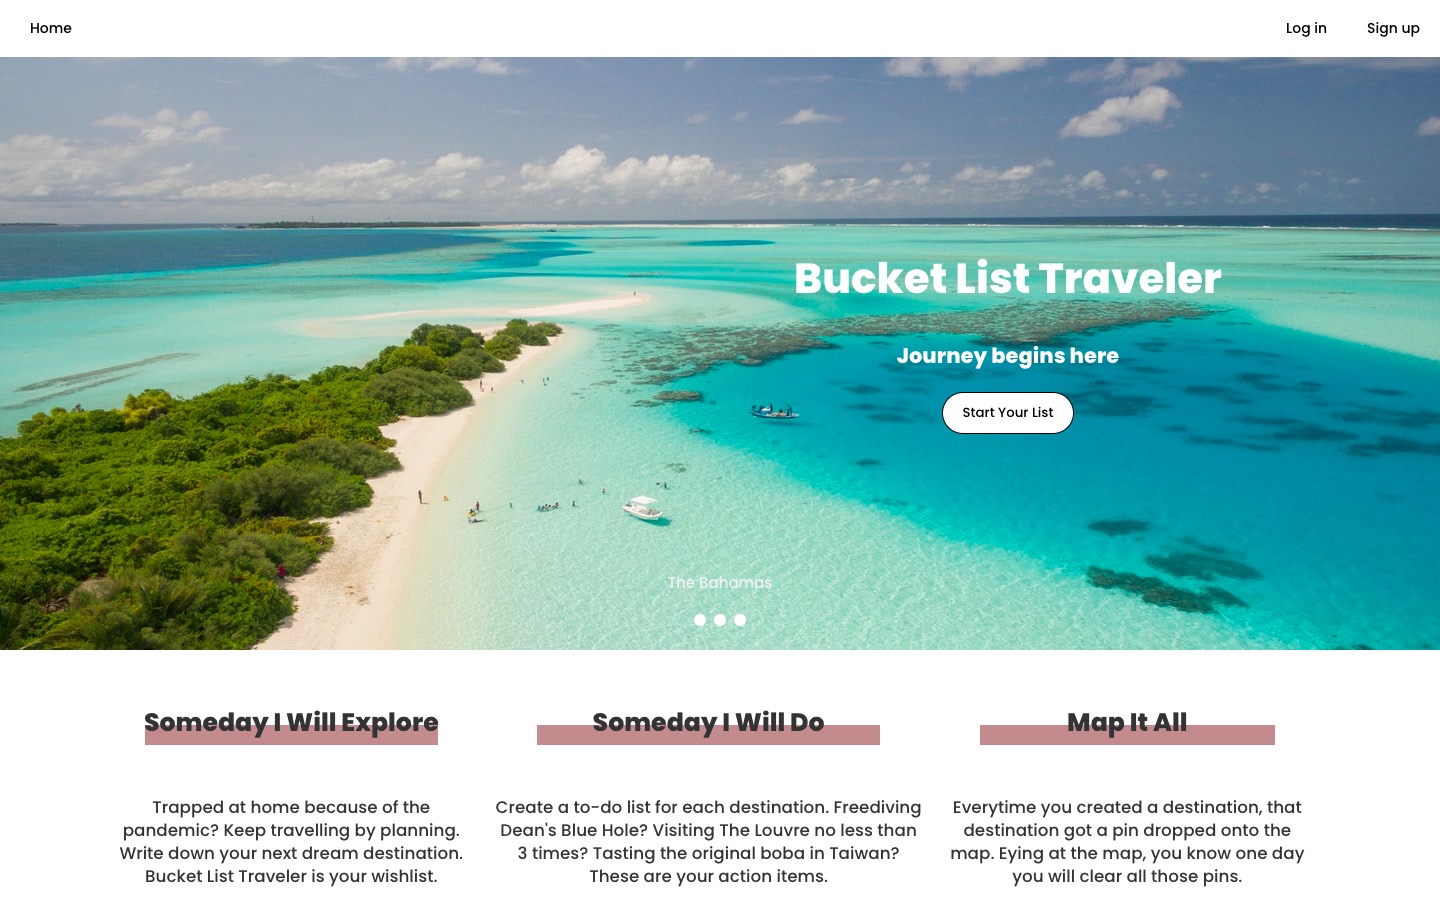 Home
Log in
Sign up
Bucket List Traveler
Journey begins here
Start Your List
The Bahamas
Someday I Will Explore
Trapped at home because of the
pandemic? Keep travelling by planning.
Write down your next dream destination.
Bucket List Traveler is your wishlist.
Someday I Will Do
Create a to-do list for each destination. Freediving
Dean's Blue Hole? Visiting The Louvre no less than
3 times? Tasting the original boba in Taiwan?
These are your action items.
Map It All
Everytime you created a destination, that
destination got a pin dropped onto the
map. Eying at the map, you know one day
you will clear all those pins.